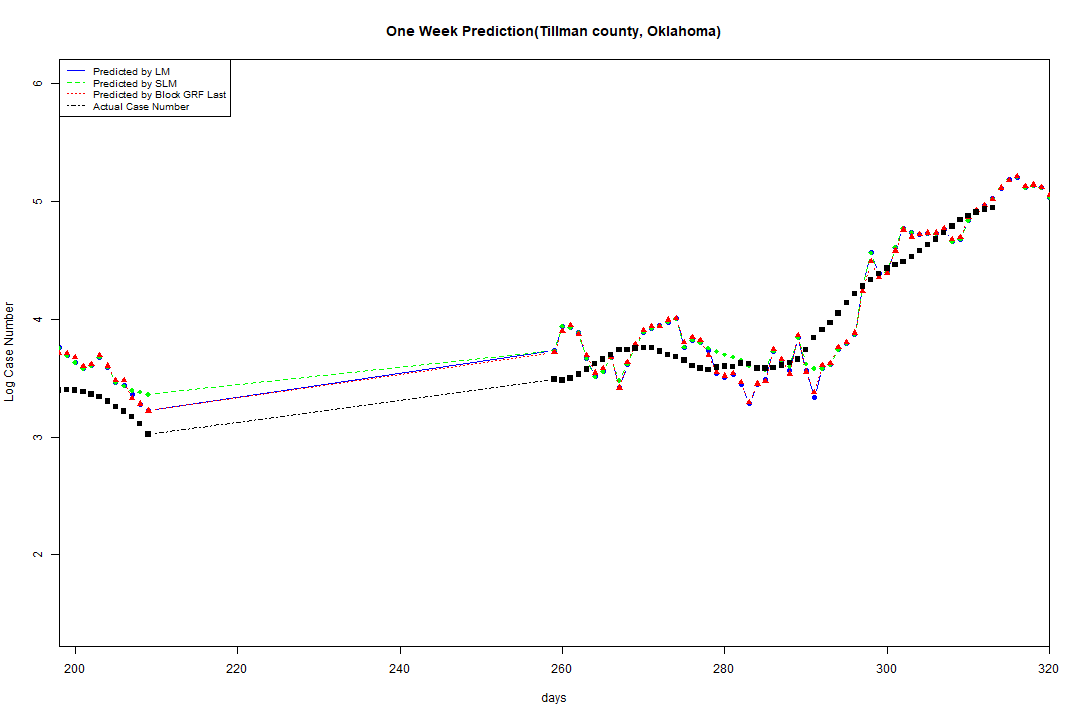 One Week Prediction(Tillman county, Oklahoma)
Predicted by LM
Predicted by SLM
Predicted by Block GRF Last
Actual Case Number
6
5
4
3
2
Log Case Number
200 220 240 260 280 300 320
days